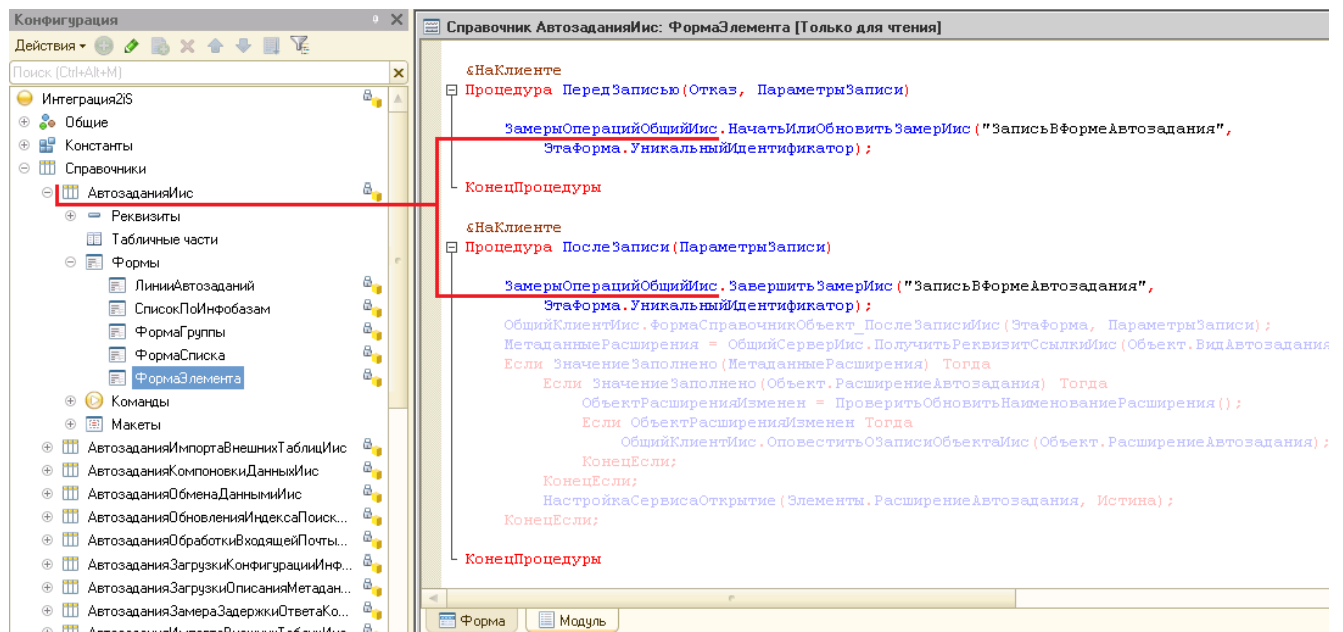 Конфигурация
Действия
Поиск (Ctrl+Alt+M)
Интеграция2iS
Общие
Константы
Справочники
АвтозаданияИис
Реквизиты
Табличные части
Формы
ЛинииАвтозаданий
СписокПоИнфобазам
ФормаГруппы
ФормаСписка
ФормаЭлемента
Команды
Макеты
АвтозаданияИмпортаВнешнихТаблицИис
АвтозаданияКомпоновкиДанныхИис
АвтозаданияОбменаДаннымиИис
АвтозаданияОбновленияИндексаПоиск...
АвтозаданияОбработкиВходящейПочты...
АвтозаданияЗагрузкиКонфигурацииИнф...
АвтозаданияЗагрузкиОписанияМетадан...
АвтозаданияЗамераЗадержкиОтветаКо...
АвтозаданияИмпортаВнешнихТаблицИис
Справочник АвтозаданияИис: ФормаЭлемента [Только для чтения]
&НаКлиенте
Процедура ПередЗаписью(Отказ, ПараметрыЗаписи)
ЗамерыОперацийОбщийИис.НачатьИлиОбновитьЗамерИис("ЗаписьВФормеАвтозадания",
ЭтаФорма.УникальныйИдентификатор);
КонецПроцедуры
&НаКлиенте
Процедура ПослеЗаписи(ПараметрыЗаписи)
ЗамерыОперацийОбщийИис.ЗавершитьЗамерИис("ЗаписьВФормеАвтозадания",
ЭтаФорма.УникальныйИдентификатор);
ОбщийКлиентИис.ФормаСправочникОбъект_ПослеЗаписиИис(ЭтаФорма, ПараметрыЗаписи);
МетаданныеРасширения = ОбщийСерверИис.ПолучитьРеквизитСсылкиИис(Объект.ВидАвтозадания
Если ЗначениеЗаполнено(МетаданныеРасширения) Тогда
Если ЗначениеЗаполнено(Объект.РасширениеАвтозадания) Тогда
ОбъектРасширенияИзменен = ПроверитьОбновитьНаименованиеРасширения();
Если ОбъектРасширенияИзменен Тогда
ОбщийКлиентИис.ОповеститьОЗаписиОбъектаИис(Объект.РасширениеАвтозадания);
КонецЕсли;
КонецЕсли;
НастройкаСервисаОткрытие(Элементы.РасширениеАвтозадания, Истина);
КонецЕсли;
КонецПроцедуры
Форма
Модуль